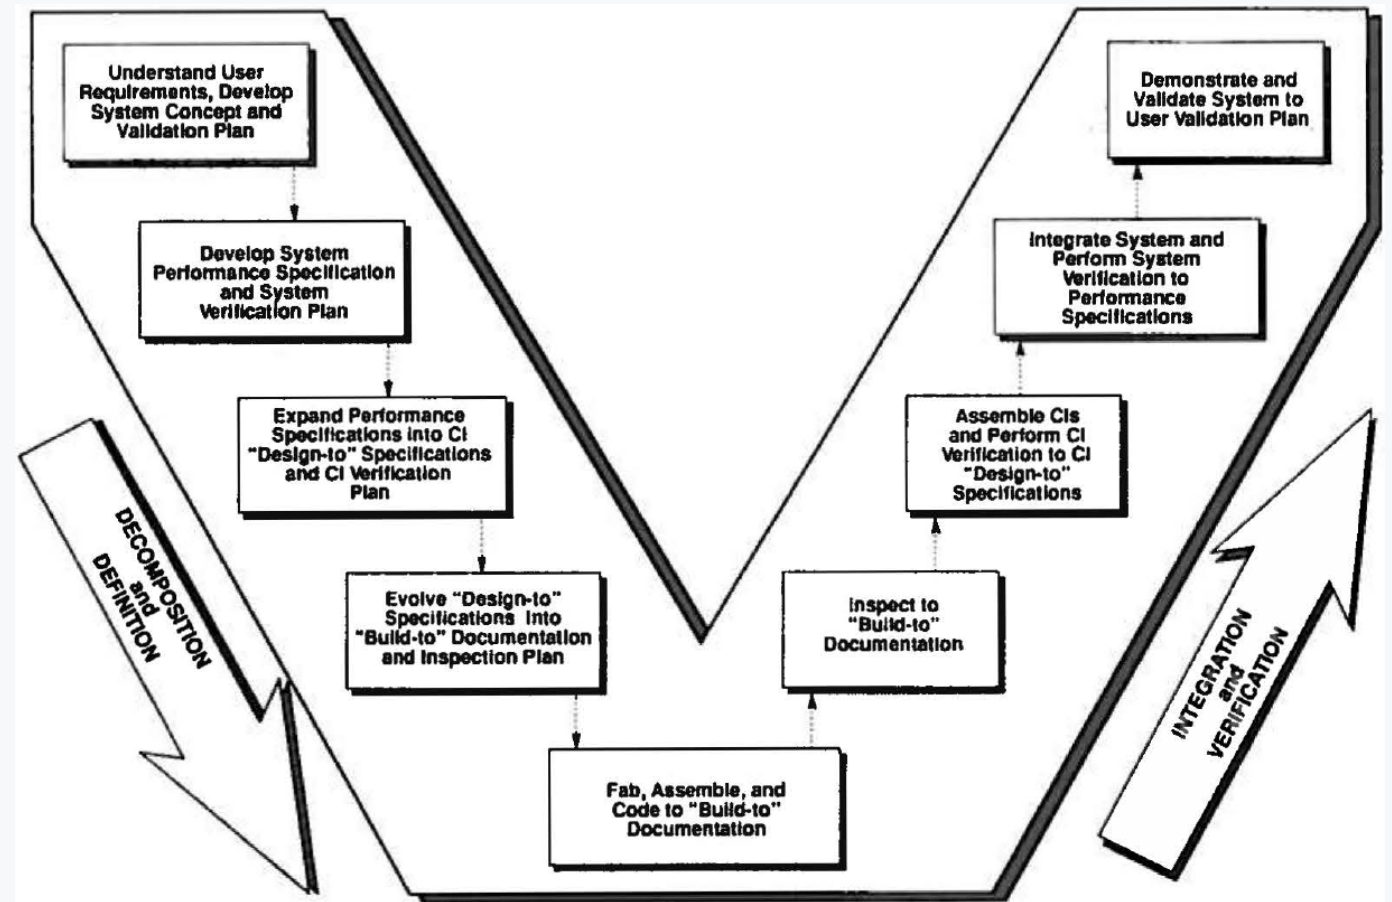 Understand User
Requirements, Develop
System Concept and
Validation Plan
Develop System
Performance Specification
and System
Verification Plan
Expand Performance
Specifications into CI
“Design-to” Specifications
and CI Verification
Plan
Evolve “Design-to”
Specifications Into
“Build-to” Documentation
and Inspection Plan
Fab, Assemble, and
Code to “Build-to”
Documentation
Inspect to
“Build-to”
Documentation
Assemble CIs
and Perform CI
Verification to CI
“Design-to”
Specifications
Integrate System and
Perform System
Verification to
Performance
Specifications
Demonstrate and
Validate System to
User Validation Plan
DECOMPOSITION
and
DEFINITION
INTEGRATION
and
VERIFICATION